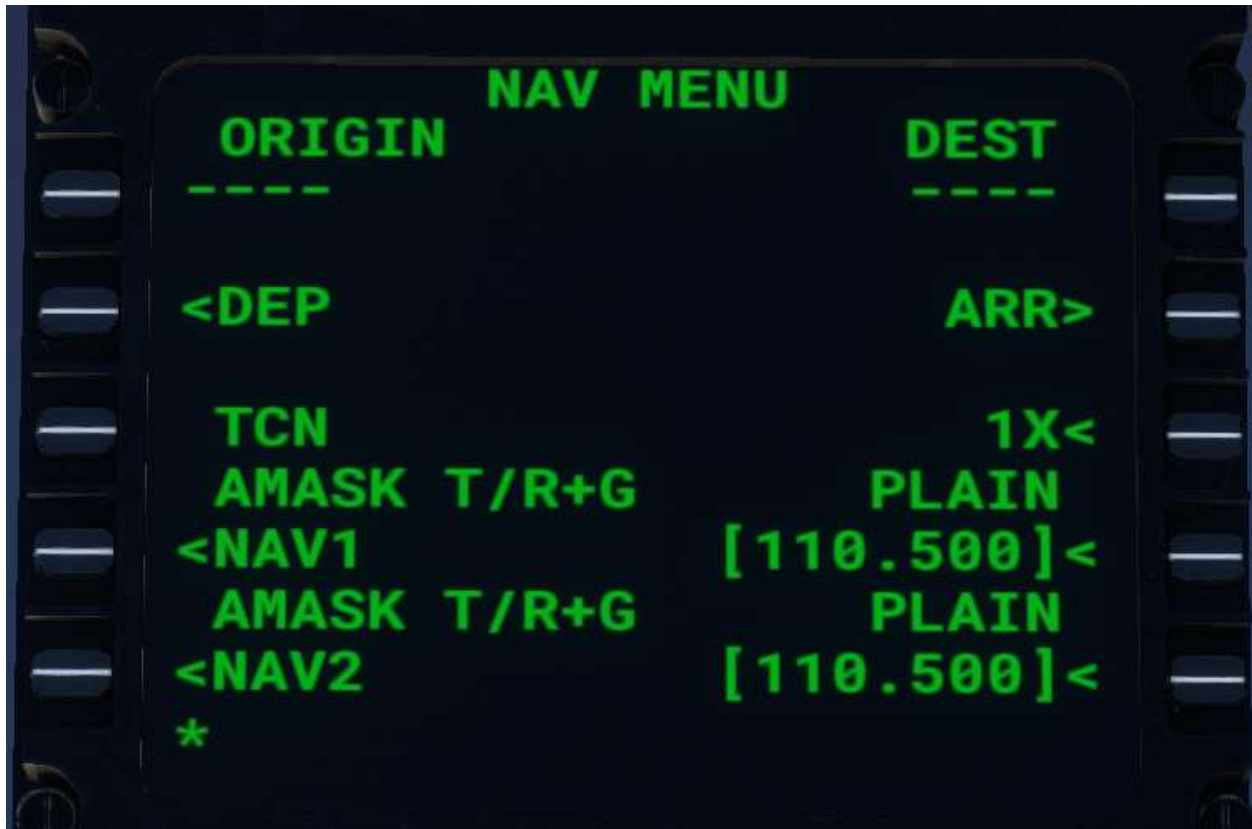 NAV MENU
ORIGIN DEST
---- ----
<DEP ARR>
TCN 1X<
AMASK T/R+G PLAIN
<NAV1 [110.500]<
AMASK T/R+G PLAIN
<NAV2 [110.500]<
*